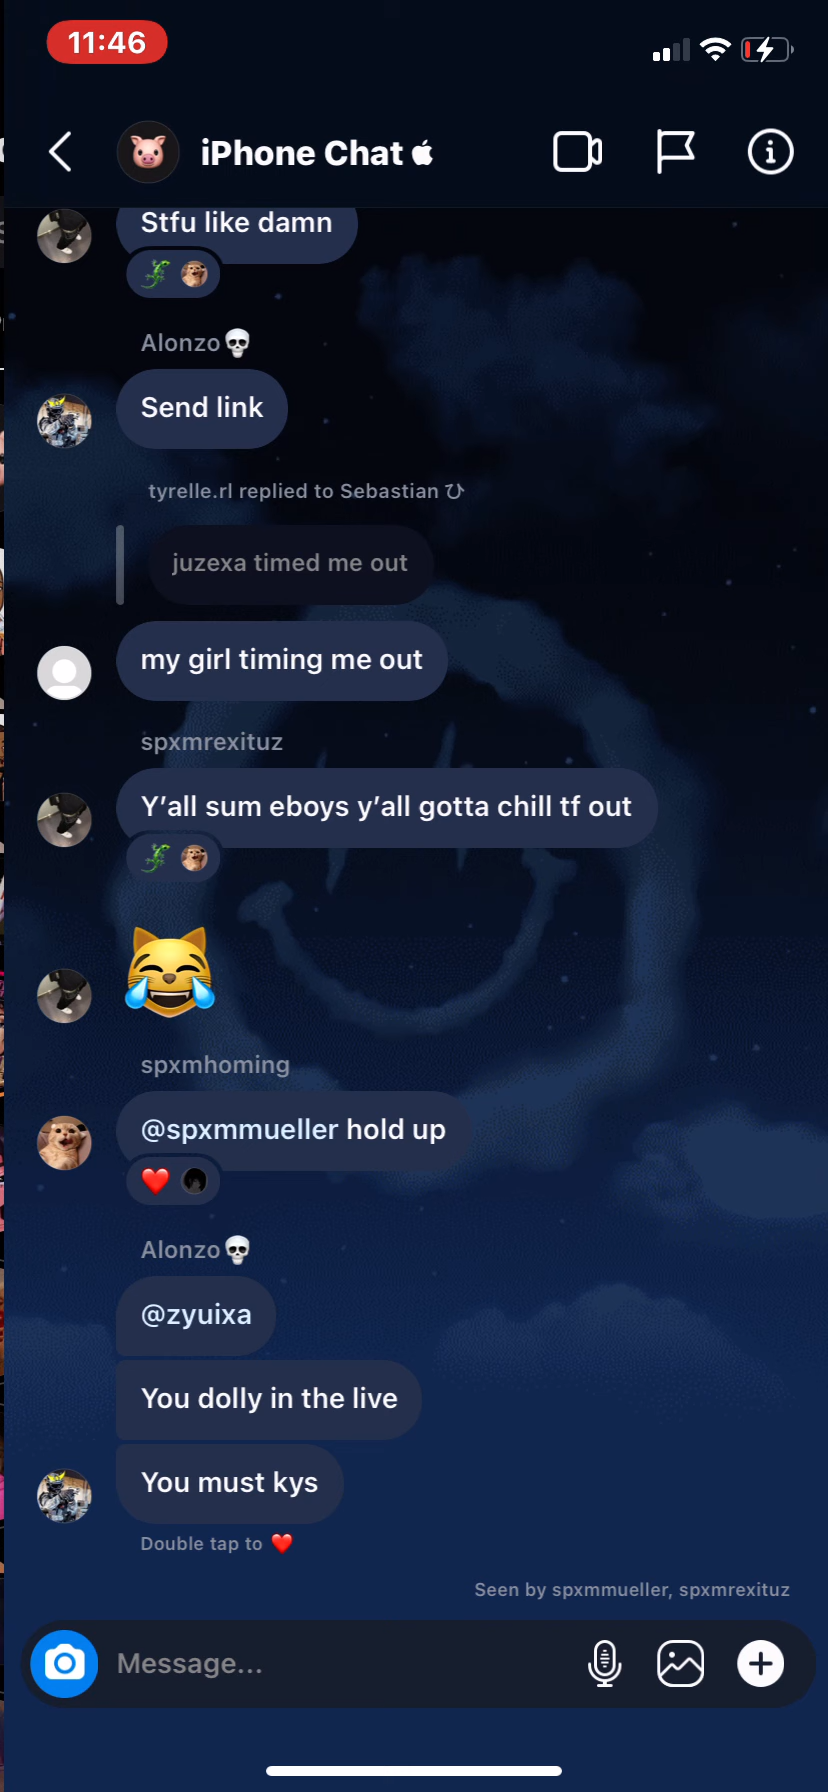 11:46
iPhone Chat
Stfu like damn
Alonzo💀
Send link
tyrelle.rl replied to Sebastian ひ
juzexa timed me out
my girl timing me out
spxmrexituz
Y’all sum eboys y’all gotta chill tf out
spxmhoming
@spxmmueller hold up
Alonzo💀
@zyuixa
You dolly in the live
You must kys
Double tap to ❤️
Seen by spxmmueller, spxmrexituz
Message...